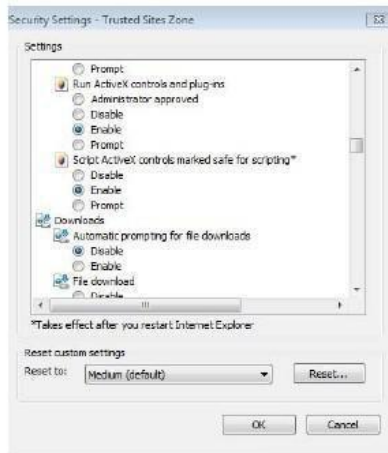 Security Settings - Trusted Sites Zone
Settings
Prompt
Run ActiveX controls and plug-ins
Administrator approved
Disable
Enable
Prompt
Script ActiveX controls marked safe for scripting*
Disable
Enable
Prompt
Downloads
Automatic prompting for file downloads
Disable
Enable
File download
Disable
*Takes effect after you restart Internet Explorer
Reset custom settings
Reset to:
Medium (default)
Reset...
OK
Cancel